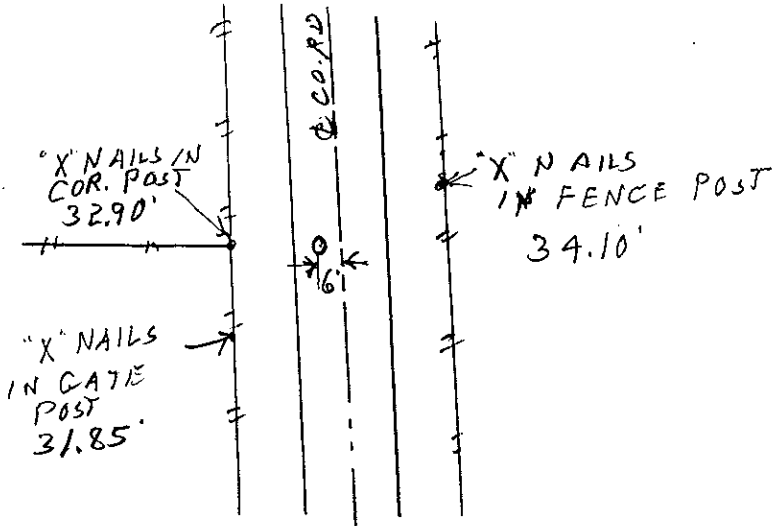 ℄ CO. RD
"X" NAILS IN
COR. POST
32.90'
"X" NAILS
IN FENCE POST
34.10'
6'
"X" NAILS
IN GATE
POST
31.85'